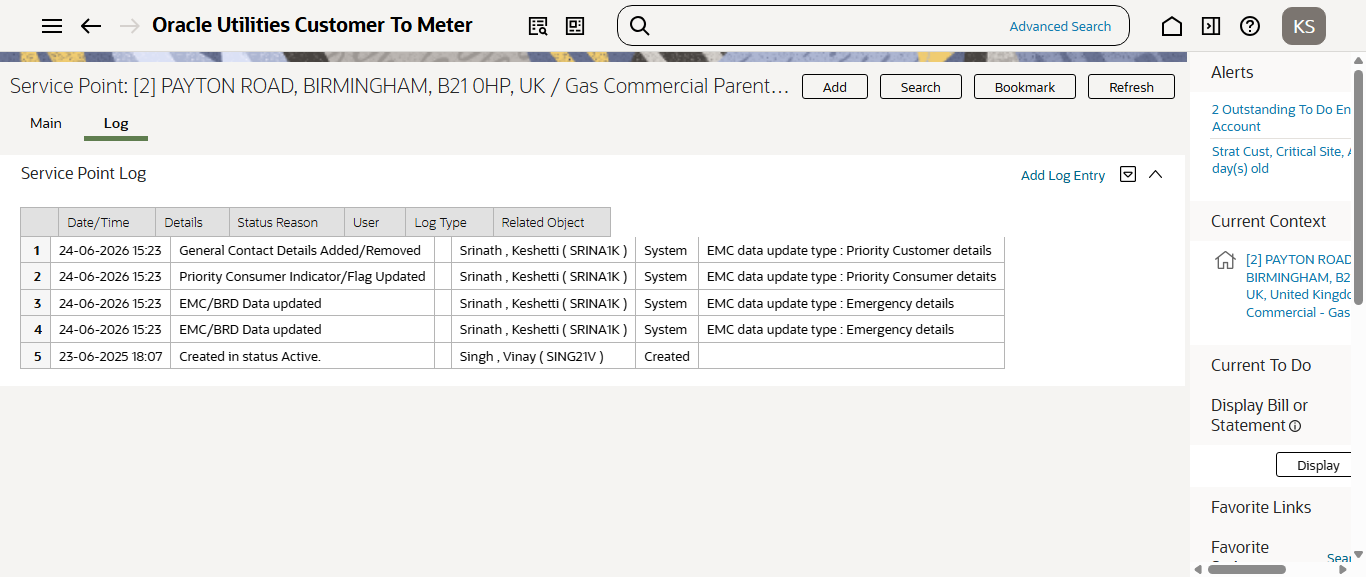 Oracle Utilities Customer To Meter
Advanced Search
KS
Service Point: [2] PAYTON ROAD, BIRMINGHAM, B21 0HP, UK / Gas Commercial Parent...
Add
Search
Bookmark
Refresh
Main
Log
Service Point Log
Add Log Entry
Date/Time Details Status Reason User Log Type Related Object
1 24-06-2026 15:23 General Contact Details Added/Removed Srinath , Keshetti ( SRINA1K ) System EMC data update type : Priority Customer details
2 24-06-2026 15:23 Priority Consumer Indicator/Flag Updated Srinath , Keshetti ( SRINA1K ) System EMC data update type : Priority Consumer details
3 24-06-2026 15:23 EMC/BRD Data updated Srinath , Keshetti ( SRINA1K ) System EMC data update type : Emergency details
4 24-06-2026 15:23 EMC/BRD Data updated Srinath , Keshetti ( SRINA1K ) System EMC data update type : Emergency details
5 23-06-2025 18:07 Created in status Active. Singh , Vinay ( SING21V ) Created
Alerts
2 Outstanding To Do En
Account
Strat Cust, Critical Site,
day(s) old
Current Context
[2] PAYTON ROAD
BIRMINGHAM, B2
UK, United Kingdo
Commercial - Gas
Current To Do
Display Bill or
Statement
Display
Favorite Links
Favorite
Sear